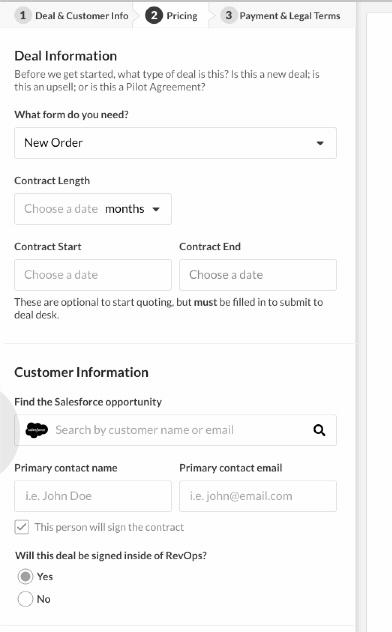 1 Deal & Customer Info 2 Pricing 3 Payment & Legal Terms
Deal Information
Before we get started, what type of deal is this? Is this a new deal; is
this an upsell; or is this a Pilot Agreement?
What form do you need?
New Order
Contract Length
Choose a date months
Contract Start Contract End
Choose a date Choose a date
These are optional to start quoting, but must be filled in to submit to
deal desk.
Customer Information
Find the Salesforce opportunity
salesforce Search by customer name or email
Primary contact name Primary contact email
i.e. John Doe i.e. john@email.com
This person will sign the contract
Will this deal be signed inside of RevOps?
Yes
No